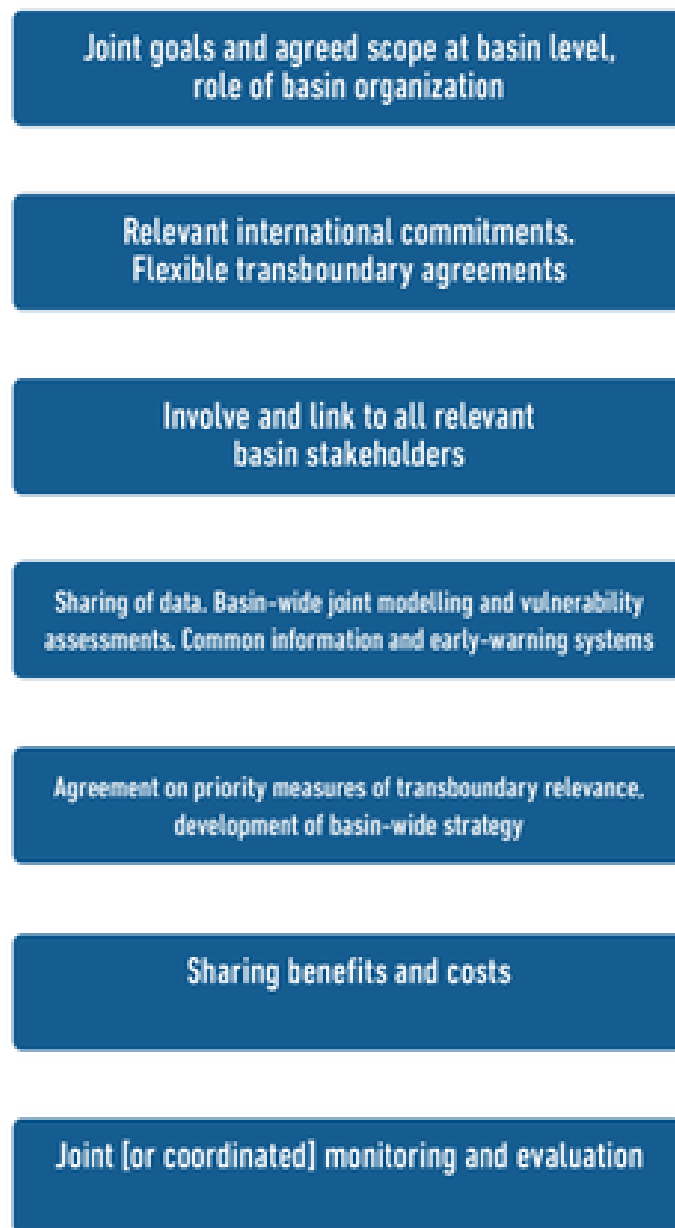 Joint goals and agreed scope at basin level,
role of basin organization
Relevant international commitments.
Flexible transboundary agreements
Involve and link to all relevant
basin stakeholders
Sharing of data. Basin-wide joint modelling and vulnerability
assessments. Common information and early-warning systems
Agreement on priority measures of transboundary relevance,
development of basin-wide strategy
Sharing benefits and costs
Joint [or coordinated] monitoring and evaluation